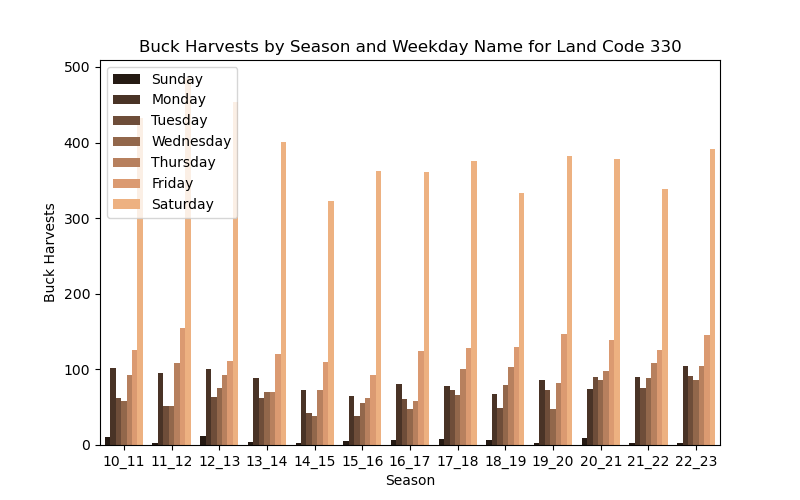 Buck Harvests by Season and Weekday Name for Land Code 330
500
400
300
200
100
0
Buck Harvests
Sunday
Monday
Tuesday
Wednesday
Thursday
Friday
Saturday
10_11 11_12 12_13 13_14 14_15 15_16 16_17 17_18 18_19 19_20 20_21 21_22 22_23
Season